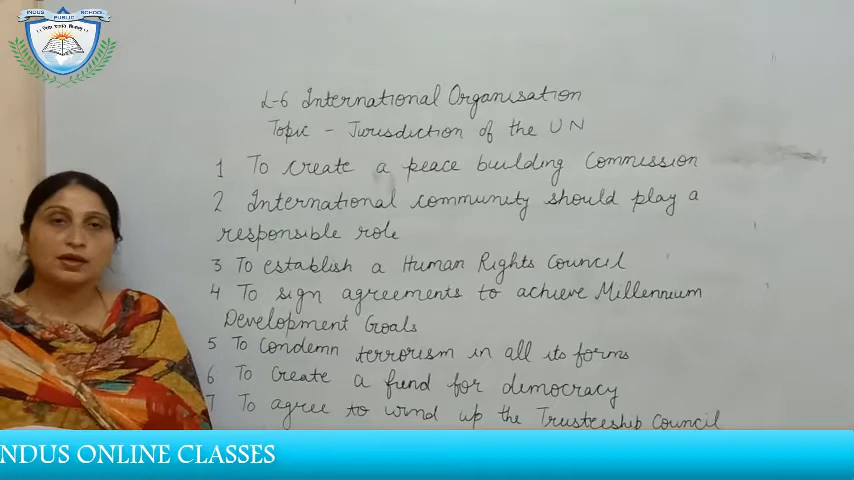 INDUS PUBLIC SCHOOL
L-6 International Organisation
Topic - Jurisdiction of the UN
1 To create a peace building Commission
2 International community should play a
responsible role
3 To establish a Human Rights Council
4 To sign agreements to achieve Millennium
Development Goals
5 To Condemn terrorism in all its forms
6 To Create a fund for democracy
7 To agree to wind up the Trusteeship Council
NDUS ONLINE CLASSES